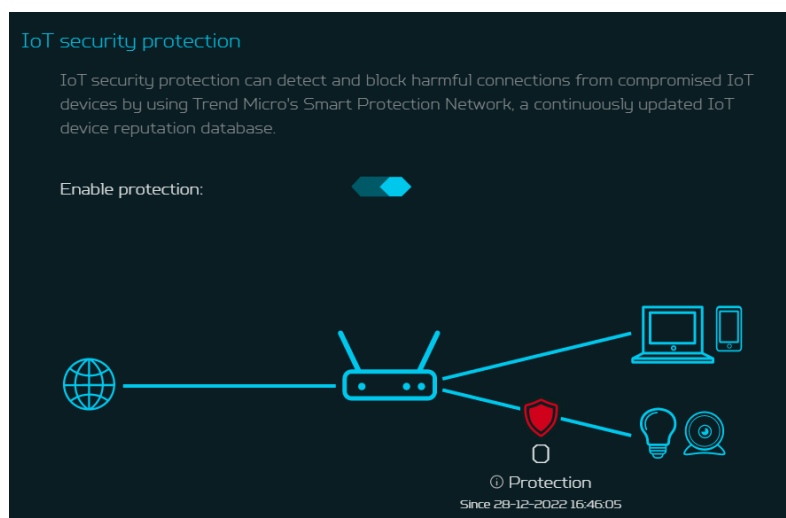 IoT security protection
IoT security protection can detect and block harmful connections from compromised IoT
devices by using Trend Micro's Smart Protection Network, a continuously updated IoT
device reputation database.
Enable protection:
0
Protection
Since 28-12-2022 16:46:05